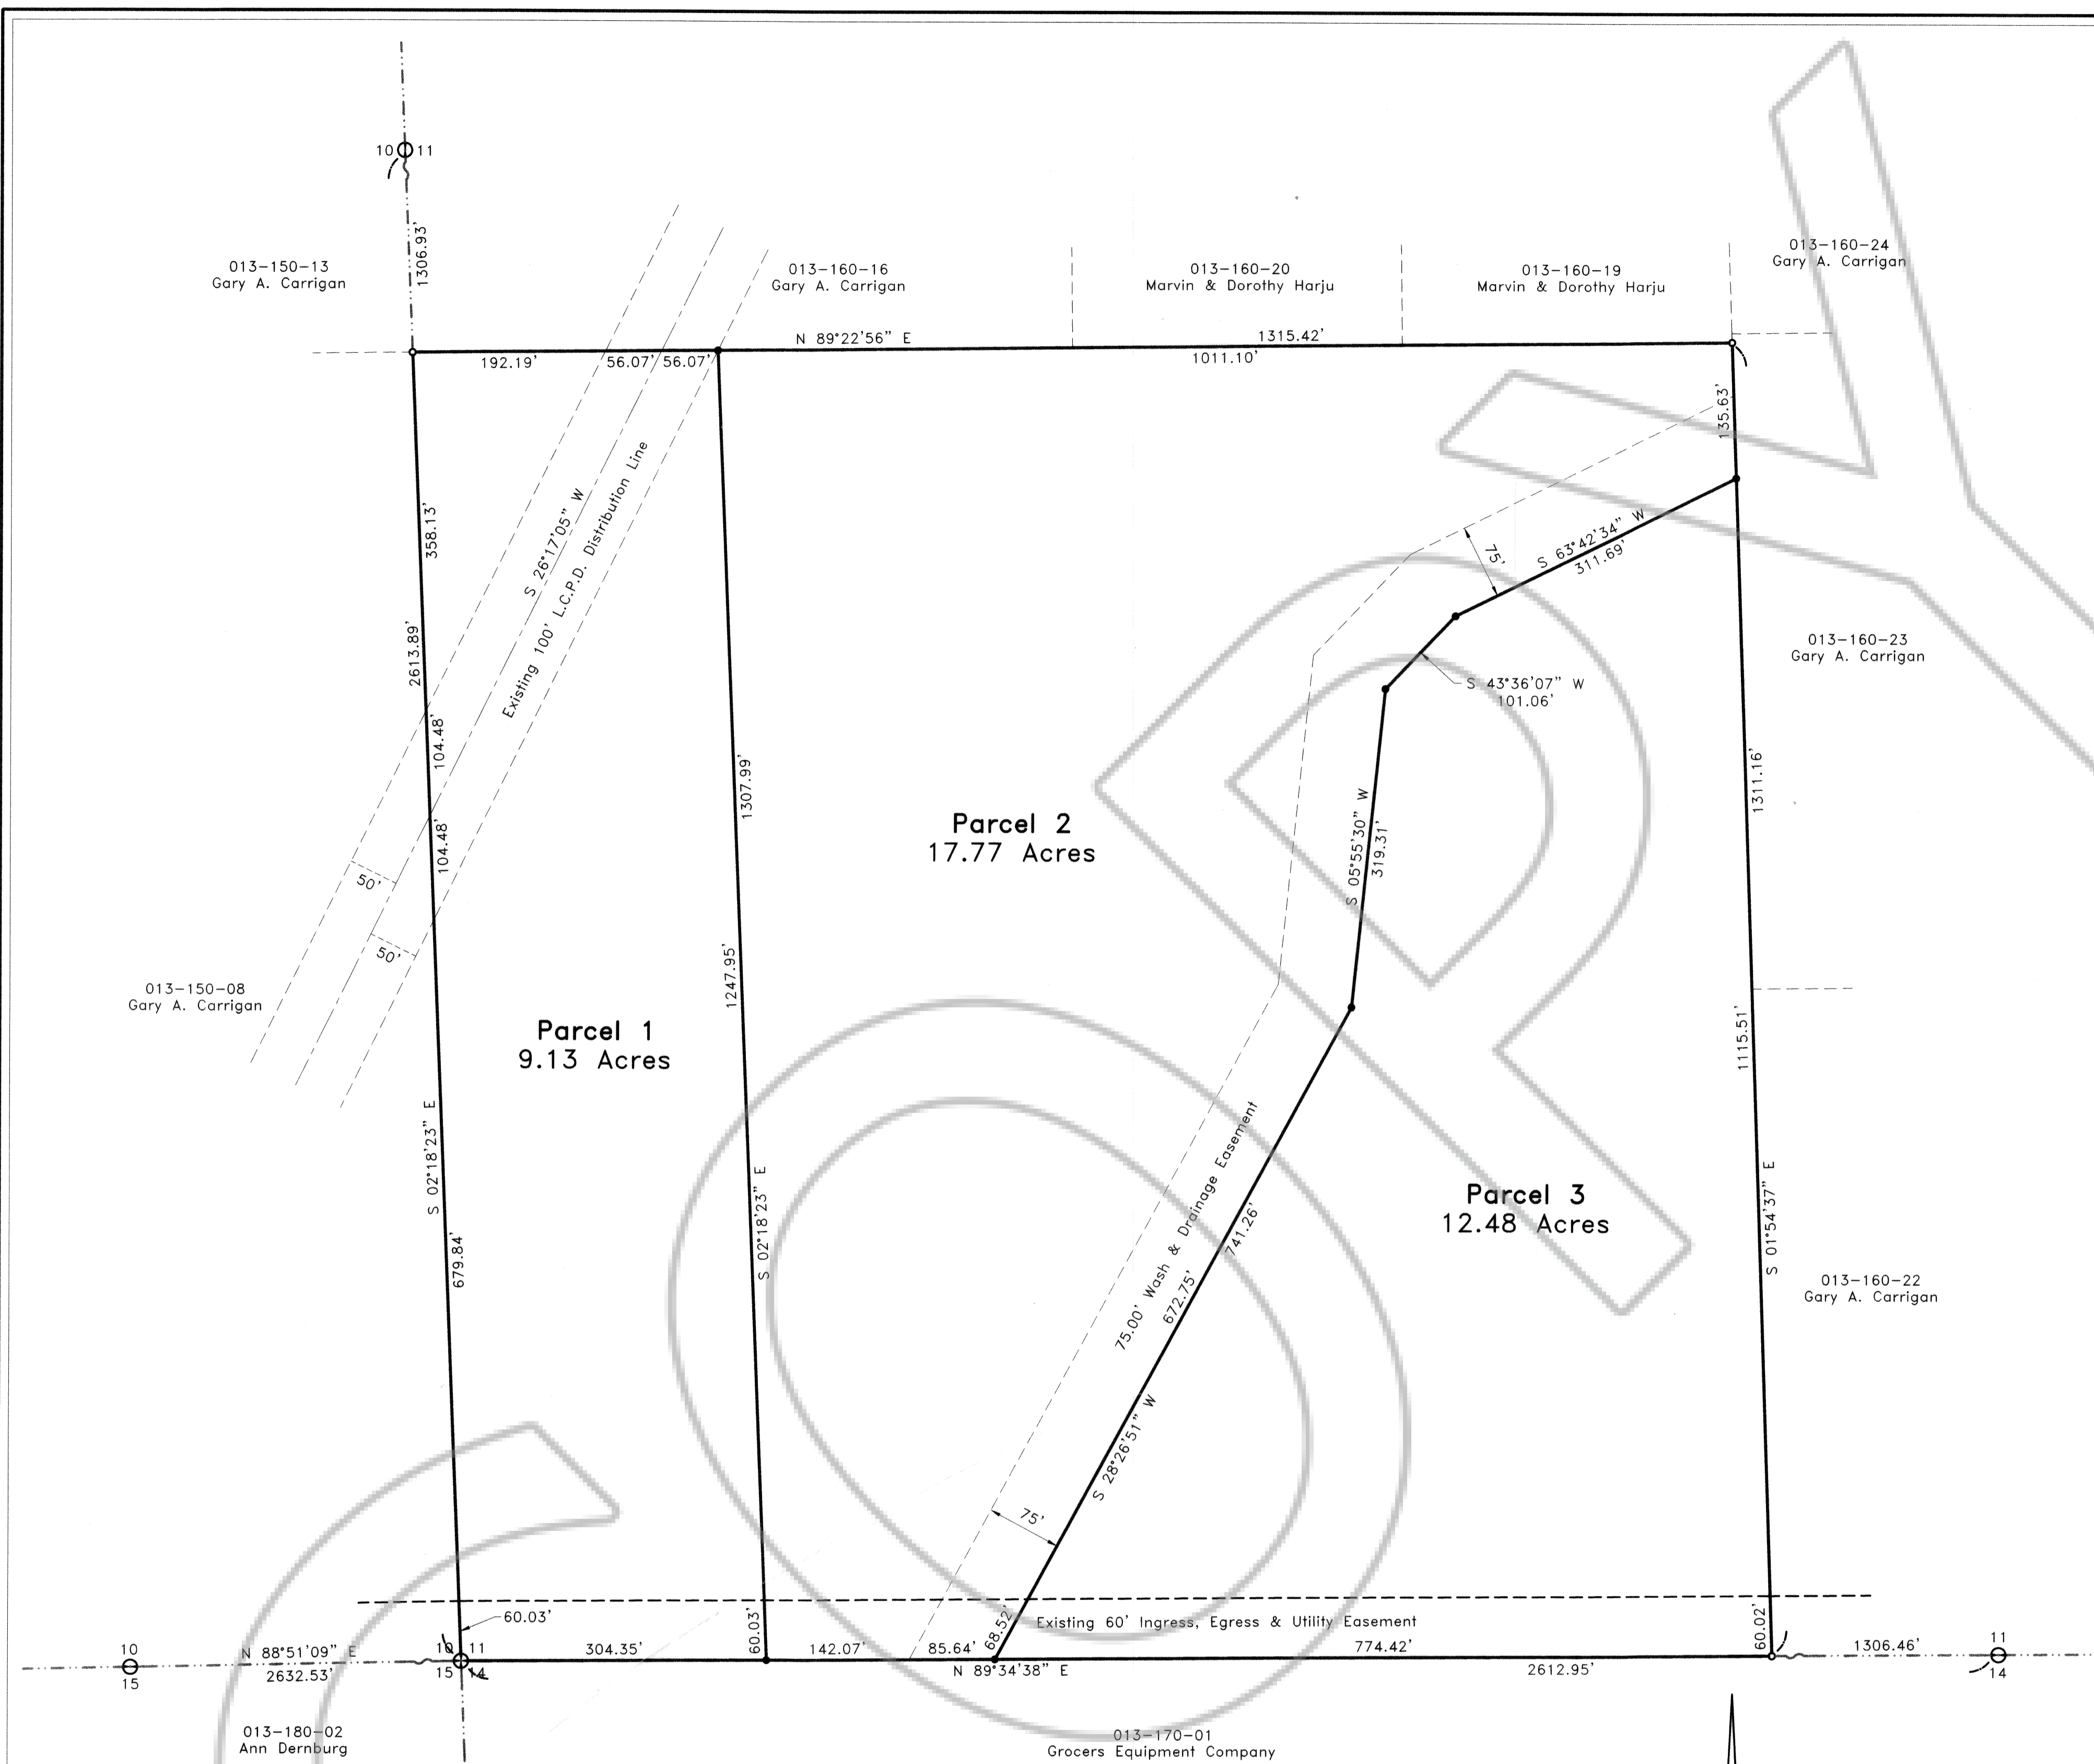 10 11
1306.93'
013-150-13
Gary A. Carrigan
013-160-16
Gary A. Carrigan
013-160-20
Marvin & Dorothy Harju
013-160-19
Marvin & Dorothy Harju
013-160-24
Gary A. Carrigan
N 89°22'56" E
1315.42'
192.19'
56.07' 56.07'
1011.10'
135.63'
358.13'
S 26°17'05" W
Existing 100' L.C.P.D. Distribution Line
S 63°42'34" W
311.69'
75'
2613.89'
013-160-23
Gary A. Carrigan
S 43°36'07" W
101.06'
104.48'
1307.99'
1311.16'
Parcel 2
17.77 Acres
104.48'
S 05°55'30" W
319.31'
50'
50'
1247.95'
013-150-08
Gary A. Carrigan
Parcel 1
9.13 Acres
1115.51'
S 02°18'23" E
S 02°18'23" E
75.00' Wash & Drainage Easement
741.26'
672.75'
Parcel 3
12.48 Acres
S 01°54'37" E
679.84'
013-160-22
Gary A. Carrigan
S 28°26'51" W
75'
60.03'
Existing 60' Ingress, Egress & Utility Easement
68.52'
60.03'
60.02'
10
15
N 88°51'09" E
2632.53'
10 11
15 14
304.35'
142.07'
85.64'
N 89°34'38" E
774.42'
2612.95'
1306.46'
11
14
013-180-02
Ann Dernburg
013-170-01
Grocers Equipment Company
COPY